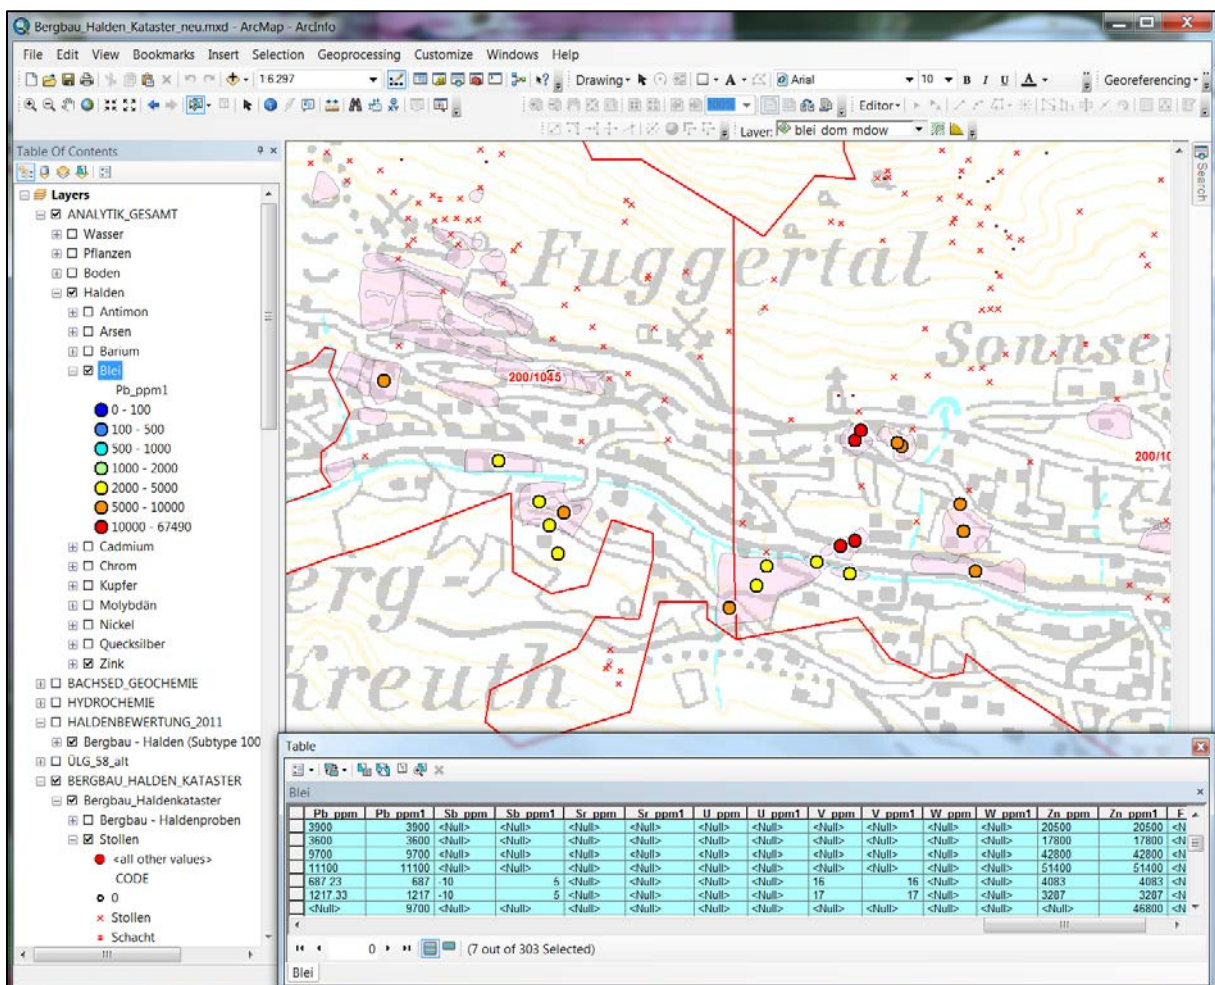 Bergbau_Halden_Kataster_neu.mxd - ArcMap - ArcInfo
File Edit View Bookmarks Insert Selection Geoprocessing Customize Windows Help
1:6.297 Drawing Arial 10 B I U A Georeferencing
100% Editor
Layer: blei dom mdow
Table Of Contents
Search
Layers
ANALYTIK_GESAMT
Wasser
Pflanzen
Boden
Halden
Antimon
Arsen
Barium
Blei
Pb_ppm1
0 - 100
100 - 500
500 - 1000
1000 - 2000
2000 - 5000
5000 - 10000
10000 - 67490
Cadmium
Chrom
Kupfer
Molybdän
Nickel
Quecksilber
Zink
BACHSED_GEOCHEMIE
HYDROCHEMIE
HALDENBEWERTUNG_2011
Bergbau - Halden (Subtype 100
ÜLG_58_alt
BERGBAU_HALDEN_KATASTER
Bergbau_Haldenkataster
Bergbau - Haldenproben
Stollen
<all other values>
CODE
0
Stollen
Schacht
Fuggertal
Sonnse
200/1045
200/10
erg
Kreuth
Table
Blei
Pb_ppm Pb_ppm1 Sb_ppm Sb_ppm1 Sr_ppm Sr_ppm1 U_ppm U_ppm1 V_ppm V_ppm1 W_ppm W_ppm1 Zn_ppm Zn_ppm1 F
3900 3900 <Null> <Null> <Null> <Null> <Null> <Null> <Null> <Null> <Null> <Null> 20500 20500 <N
3600 3600 <Null> <Null> <Null> <Null> <Null> <Null> <Null> <Null> <Null> <Null> 17800 17800 <N
9700 9700 <Null> <Null> <Null> <Null> <Null> <Null> <Null> <Null> <Null> <Null> 42800 42800 <N
11100 11100 <Null> <Null> <Null> <Null> <Null> <Null> <Null> <Null> <Null> <Null> 51400 51400 <N
687.23 687 -10 5 <Null> <Null> <Null> <Null> 16 16 <Null> <Null> 4083 4083 <N
1217.33 1217 -10 5 <Null> <Null> <Null> <Null> 17 17 <Null> <Null> 3287 3287 <N
<Null> 9700 <Null> <Null> <Null> <Null> <Null> <Null> <Null> <Null> <Null> <Null> <Null> 46800 <N
0 (7 out of 303 Selected)
Blei